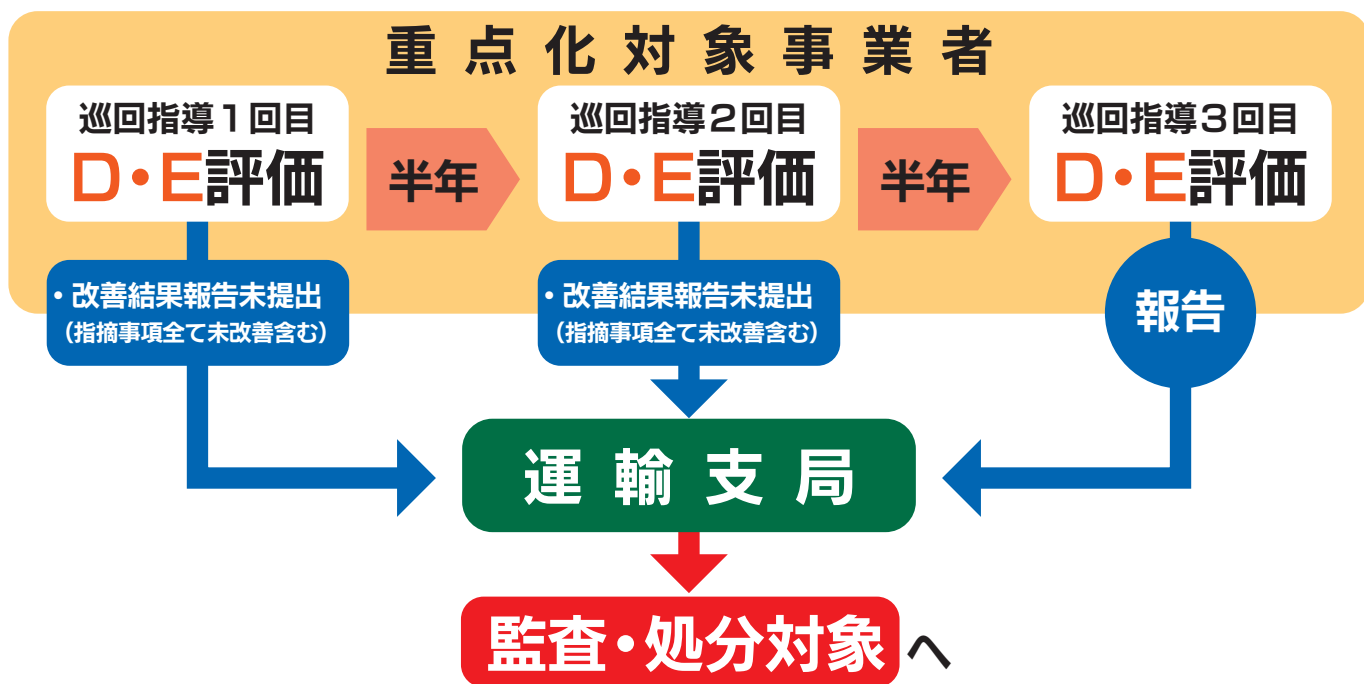 重点化対象事業者
巡回指導1回目
D・E評価
半年
巡回指導2回目
D・E評価
半年
巡回指導3回目
D・E評価
・改善結果報告未提出
(指摘事項全て未改善含む)
・改善結果報告未提出
(指摘事項全て未改善含む)
報告
運輸支局
監査・処分対象へ